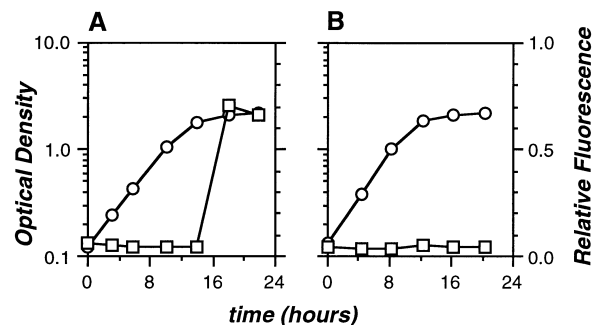 A
B
10.0
1.0
0.1
Optical Density
1.0
0.5
0.0
Relative Fluorescence
0 8 16 24
0 8 16 24
time (hours)